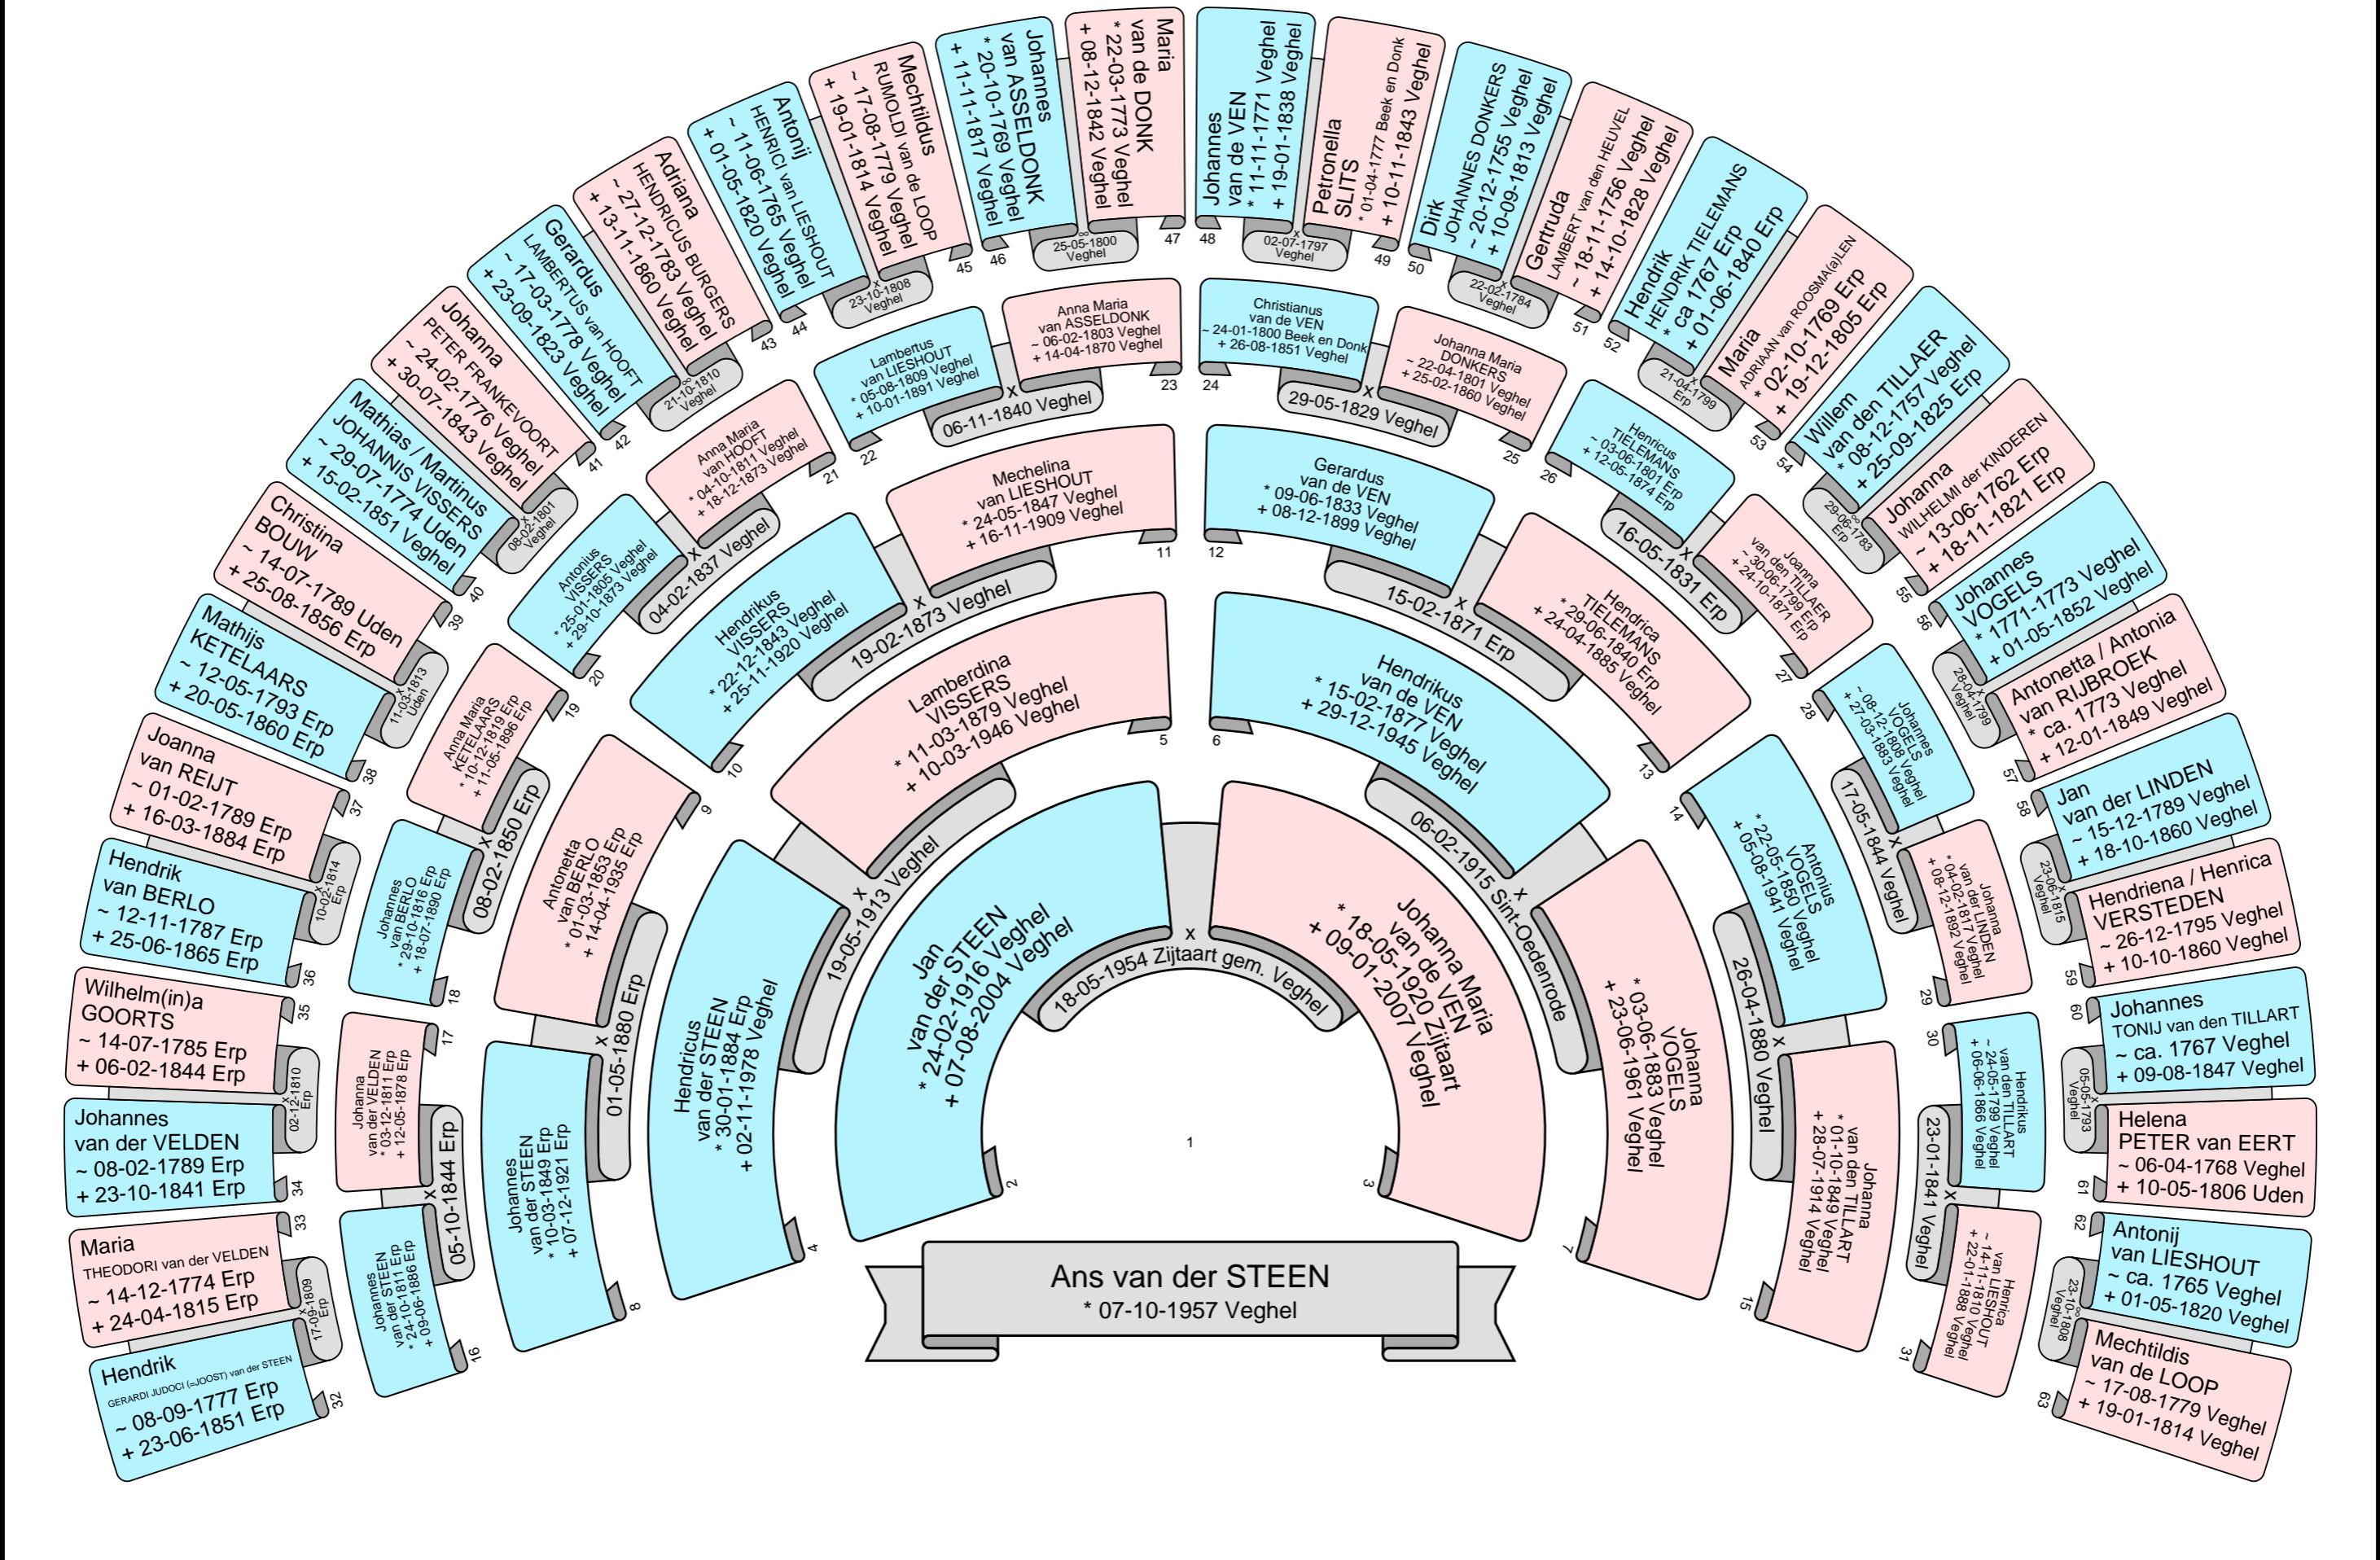 Ans van der STEEN
* 07-10-1957 Veghel
1
Jan
van der STEEN
* 24-02-1916 Veghel
+ 07-08-2004 Veghel
2
x
18-05-1954 Zijtaart gem. Veghel
Johanna Maria
van de VEN
* 18-05-1920 Zijtaart
+ 09-01-2007 Veghel
3
Hendricus
van der STEEN
* 30-01-1884 Erp
+ 02-11-1978 Veghel
4
x
19-05-1913 Veghel
Lamberdina
VISSERS
* 11-03-1879 Veghel
+ 10-03-1946 Veghel
5
Hendrikus
van de VEN
* 15-02-1877 Veghel
+ 29-12-1945 Veghel
6
x
06-02-1915 Sint-Oedenrode
Johanna
VOGELS
* 03-06-1883 Veghel
+ 23-06-1961 Veghel
7
Johannes
van der STEEN
* 10-03-1849 Erp
+ 07-12-1921 Erp
8
x
01-05-1880 Erp
Antonetta
van BERLO
* 01-03-1853 Erp
+ 14-04-1935 Erp
9
Hendrikus
VISSERS
* 22-12-1843 Veghel
+ 25-11-1920 Veghel
10
x
19-02-1873 Veghel
Mechelina
van LIESHOUT
* 24-05-1847 Veghel
+ 16-11-1909 Veghel
11
Gerardus
van de VEN
* 09-06-1833 Veghel
+ 08-12-1899 Veghel
12
x
15-02-1871 Erp
Hendrica
TIELEMANS
* 29-06-1840 Erp
+ 24-04-1885 Veghel
13
Antonius
VOGELS
* 22-05-1850 Veghel
+ 05-08-1941 Veghel
14
x
26-04-1880 Veghel
Johanna
van den TILLART
* 01-10-1849 Veghel
+ 28-07-1914 Veghel
15
Johannes
van der STEEN
* 24-10-1811 Erp
+ 09-06-1886 Erp
16
x
05-10-1844 Erp
Johanna
van der VELDEN
* 03-12-1811 Erp
+ 12-05-1878 Erp
17
Johannes
van BERLO
* 29-10-1816 Erp
+ 18-07-1890 Erp
18
x
08-02-1850 Erp
Anna Maria
KETELAARS
* 10-12-1819 Erp
+ 11-05-1896 Erp
19
Antonius
VISSERS
* 25-01-1805 Veghel
+ 29-10-1873 Veghel
20
x
04-02-1837 Veghel
Anna Maria
van HOOFT
* 04-10-1811 Veghel
+ 18-12-1873 Veghel
21
Lambertus
van LIESHOUT
* 05-08-1809 Veghel
+ 10-01-1891 Veghel
22
x
06-11-1840 Veghel
Anna Maria
van ASSELDONK
~ 06-02-1803 Veghel
+ 14-04-1870 Veghel
23
Christianus
van de VEN
~ 24-01-1800 Beek en Donk
+ 26-08-1851 Veghel
24
x
29-05-1829 Veghel
Johanna Maria
DONKERS
~ 22-04-1801 Veghel
+ 25-02-1860 Veghel
25
Henricus
TIELEMANS
~ 03-06-1801 Erp
+ 12-05-1874 Erp
26
x
16-05-1831 Erp
Joanna
van den TILLAER
~ 30-06-1799 Erp
+ 24-10-1871 Erp
27
Johannes
VOGELS
~ 08-12-1808 Veghel
+ 27-03-1883 Veghel
28
x
17-05-1844 Veghel
Johanna
van der LINDEN
* 04-02-1817 Veghel
+ 08-12-1892 Veghel
29
Hendrikus
van den TILLART
~ 24-05-1799 Veghel
+ 06-06-1866 Veghel
30
x
23-01-1841 Veghel
Henrica
van LIESHOUT
~ 14-11-1810 Veghel
+ 22-01-1888 Veghel
31
Hendrik
GERARDI JUDOCI (=JOOST) van der STEEN
~ 08-09-1777 Erp
+ 23-06-1851 Erp
32
x
17-09-1809
Erp
Maria
THEODORI van der VELDEN
~ 14-12-1774 Erp
+ 24-04-1815 Erp
33
Johannes
van der VELDEN
~ 08-02-1789 Erp
+ 23-10-1841 Erp
34
x
02-12-1810
Erp
Wilhelm(in)a
GOORTS
~ 14-07-1785 Erp
+ 06-02-1844 Erp
35
Hendrik
van BERLO
~ 12-11-1787 Erp
+ 25-06-1865 Erp
36
x
10-02-1814
Erp
Joanna
van REIJT
~ 01-02-1789 Erp
+ 16-03-1884 Erp
37
Mathijs
KETELAARS
~ 12-05-1793 Erp
+ 20-05-1860 Erp
38
x
11-03-1813
Uden
Christina
BOUW
~ 14-07-1789 Uden
+ 25-08-1856 Erp
39
Mathias / Martinus
JOHANNIS VISSERS
~ 29-07-1774 Uden
+ 15-02-1851 Veghel
40
x
08-02-1801
Veghel
Johanna
PETER FRANKEVOORT
~ 24-02-1776 Veghel
+ 30-07-1843 Veghel
41
Gerardus
LAMBERTUS van HOOFT
~ 17-03-1778 Veghel
+ 23-09-1823 Veghel
42
∞
21-10-1810
Veghel
Adriana
HENDRICUS BURGERS
~ 27-12-1783 Veghel
+ 13-11-1860 Veghel
43
Antonij
HENRICI van LIESHOUT
~ 11-06-1765 Veghel
+ 01-05-1820 Veghel
44
x
23-10-1808
Veghel
Mechtildus
RUMOLDI van de LOOP
~ 17-08-1779 Veghel
+ 19-01-1814 Veghel
45
Johannes
van ASSELDONK
* 20-10-1769 Veghel
+ 11-11-1817 Veghel
46
∞
25-05-1800
Veghel
Maria
van de DONK
* 22-03-1773 Veghel
+ 08-12-1842 Veghel
47
Johannes
van de VEN
* 11-11-1771 Veghel
+ 19-01-1838 Veghel
48
x
02-07-1797
Veghel
Petronella
SLITS
* 01-04-1777 Beek en Donk
+ 10-11-1843 Veghel
49
Dirk
JOHANNES DONKERS
~ 20-12-1755 Veghel
+ 10-09-1813 Veghel
50
x
22-02-1784
Veghel
Gertruda
LAMBERT van den HEUVEL
~ 18-11-1756 Veghel
+ 14-10-1828 Veghel
51
Hendrik
HENDRIK TIELEMANS
* ca 1767 Erp
+ 01-06-1840 Erp
52
x
21-04-1799
Erp
Maria
ADRIAAN van ROOSMA(a)LEN
* 02-10-1769 Erp
+ 19-12-1805 Erp
53
Willem
van den TILLAER
* 08-12-1757 Veghel
+ 25-09-1825 Erp
54
∞
29-06-1783
Erp
Johanna
WILHELMI der KINDEREN
~ 13-06-1762 Erp
+ 18-11-1821 Erp
55
Johannes
VOGELS
* 1771-1773 Veghel
+ 01-05-1852 Veghel
56
x
28-04-1799
Veghel
Antonetta / Antonia
van RIJBROEK
* ca. 1773 Veghel
+ 12-01-1849 Veghel
57
Jan
van der LINDEN
~ 15-12-1789 Veghel
+ 18-10-1860 Veghel
58
x
23-06-1815
Veghel
Hendriena / Henrica
VERSTEDEN
~ 26-12-1795 Veghel
+ 10-10-1860 Veghel
59
Johannes
TONIJ van den TILLART
~ ca. 1767 Veghel
+ 09-08-1847 Veghel
60
x
05-05-1793
Veghel
Helena
PETER van EERT
~ 06-04-1768 Veghel
+ 10-05-1806 Uden
61
Antonij
van LIESHOUT
~ ca. 1765 Veghel
+ 01-05-1820 Veghel
62
∞
23-10-1808
Veghel
Mechtildis
van de LOOP
~ 17-08-1779 Veghel
+ 19-01-1814 Veghel
63